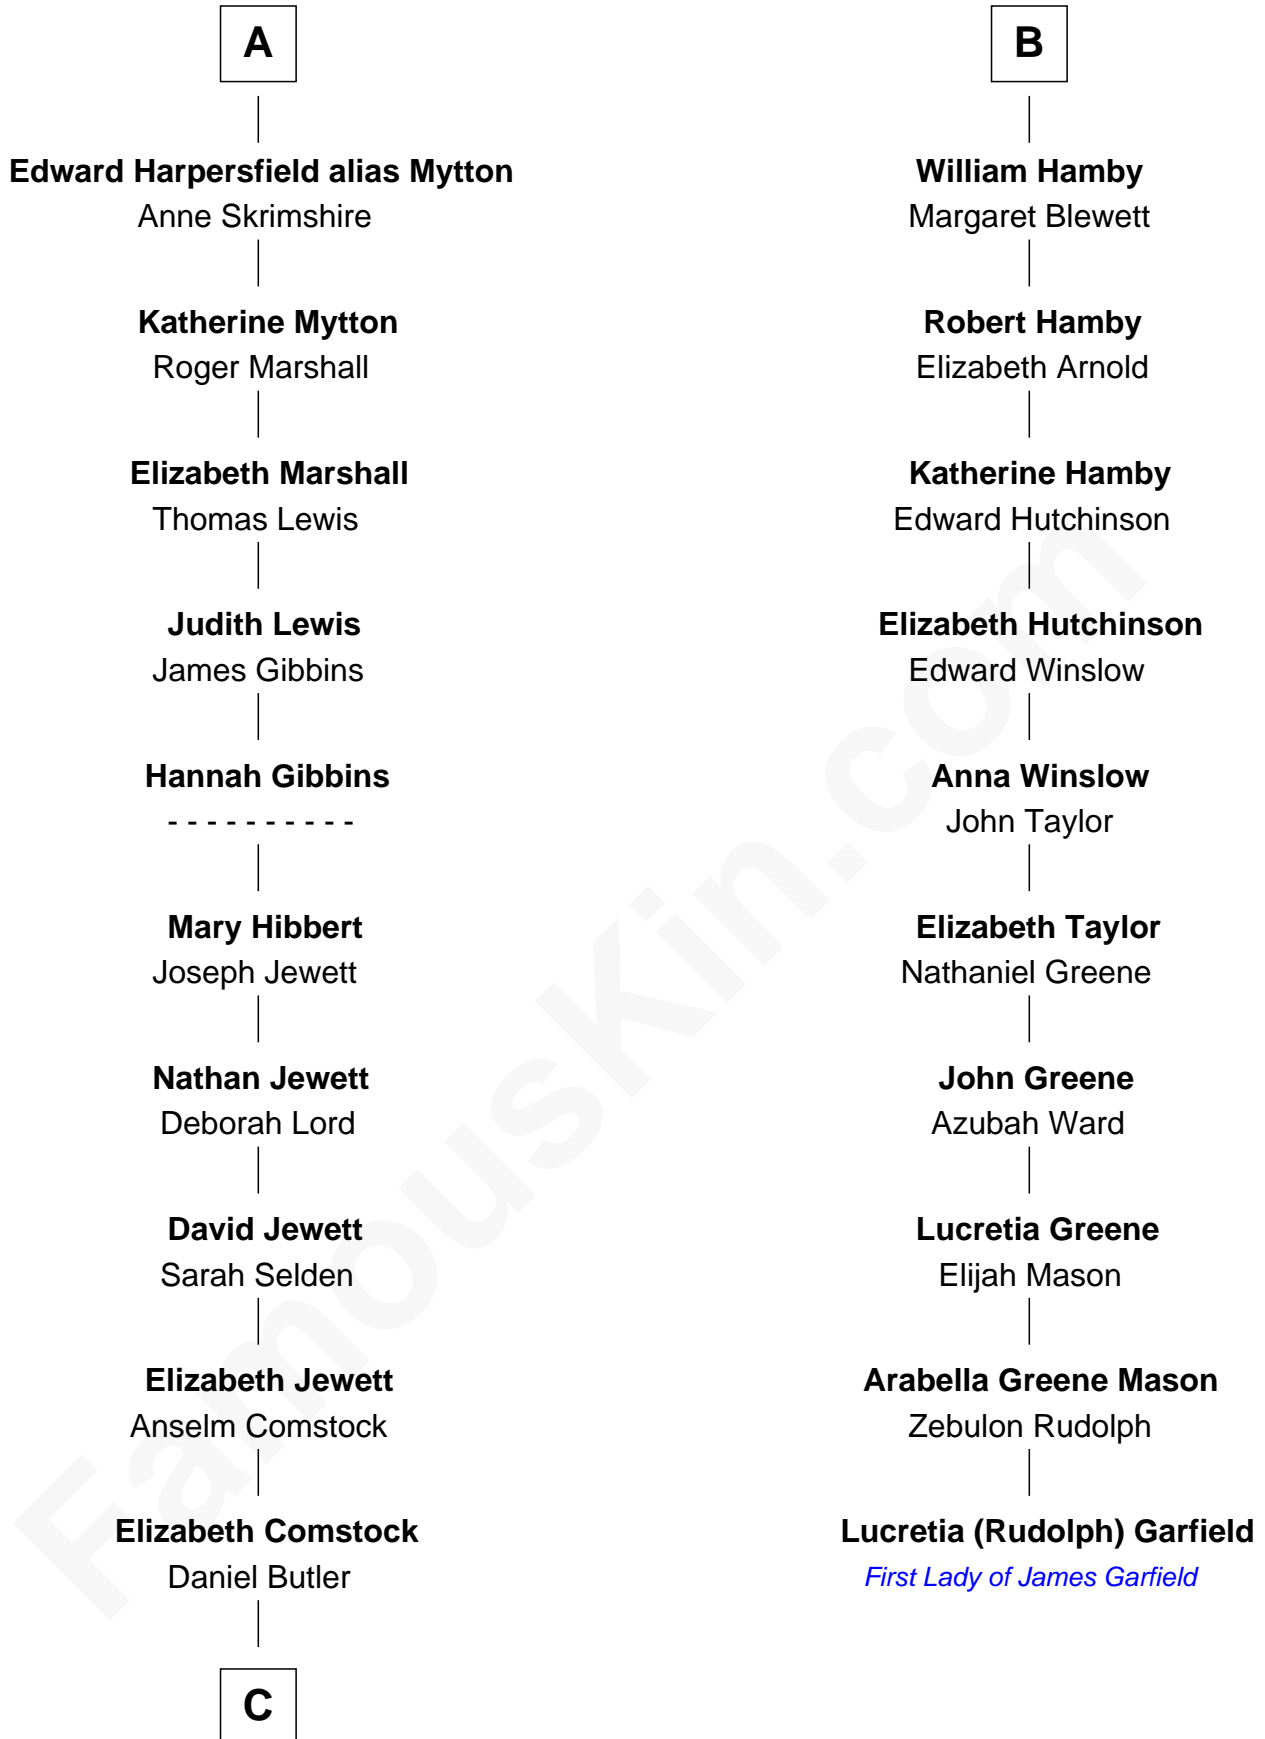 A
Edward Harpersfield alias Mytton
Anne Skrimshire
Katherine Mytton
Roger Marshall
Elizabeth Marshall
Thomas Lewis
Judith Lewis
James Gibbins
Hannah Gibbins
- - - - - - - - - -
Mary Hibbert
Joseph Jewett
Nathan Jewett
Deborah Lord
David Jewett
Sarah Selden
Elizabeth Jewett
Anselm Comstock
Elizabeth Comstock
Daniel Butler
C
B
William Hamby
Margaret Blewett
Robert Hamby
Elizabeth Arnold
Katherine Hamby
Edward Hutchinson
Elizabeth Hutchinson
Edward Winslow
Anna Winslow
John Taylor
Elizabeth Taylor
Nathaniel Greene
John Greene
Azubah Ward
Lucretia Greene
Elijah Mason
Arabella Greene Mason
Zebulon Rudolph
Lucretia (Rudolph) Garfield
First Lady of James Garfield
FamousKin.com